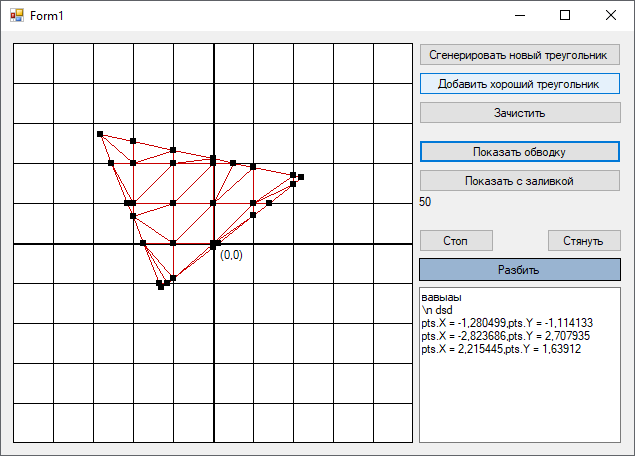 Form1
Сгенерировать новый треугольник
Добавить хороший треугольник
Зачистить
Показать обводку
Показать с заливкой
50
Стоп
Стянуть
Разбить
(0,0)
вавыаы
\n dsd
pts.X = -1,280499,pts.Y = -1,114133
pts.X = -2,823686,pts.Y = 2,707935
pts.X = 2,215445,pts.Y = 1,63912